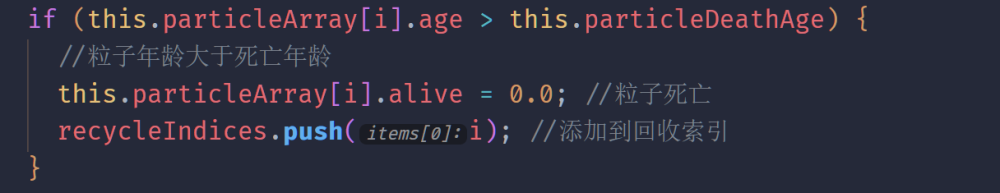 if (this.particleArray[i].age > this.particleDeathAge) {
//粒子年龄大于死亡年龄
this.particleArray[i].alive = 0.0; //粒子死亡
recycleIndices.push(items[0]:i); //添加到回收索引
}